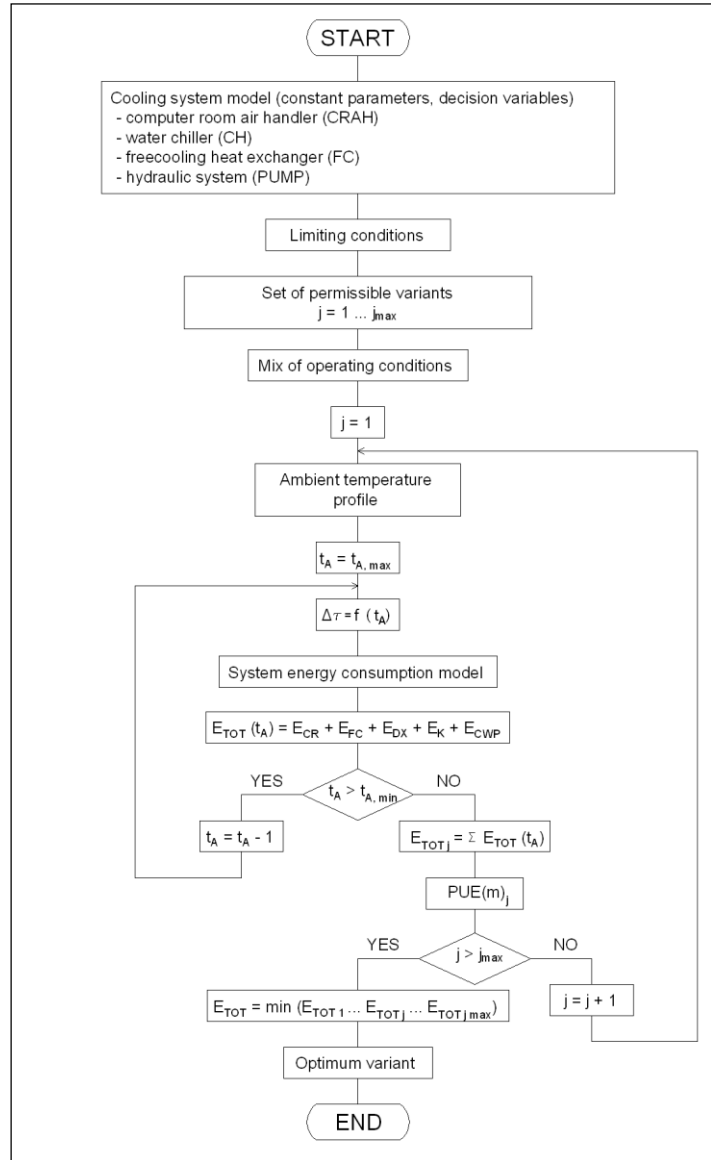 START
Cooling system model (constant parameters, decision variables)
- computer room air handler (CRAH)
- water chiller (CH)
- freecooling heat exchanger (FC)
- hydraulic system (PUMP)
Limiting conditions
Set of permissible variants
j = 1 ... jmax
Mix of operating conditions
j = 1
Ambient temperature
profile
tA = tA, max
Δτ = f (tA)
System energy consumption model
ETOT (tA) = ECR + EFC + EDX + EK + ECWP
YES
tA > tA, min
NO
tA = tA - 1
ETOT j = Σ ETOT (tA)
PUE(m)j
YES
j > jmax
NO
ETOT = min (ETOT 1 ... ETOT j ... ETOT j max)
j = j + 1
Optimum variant
END